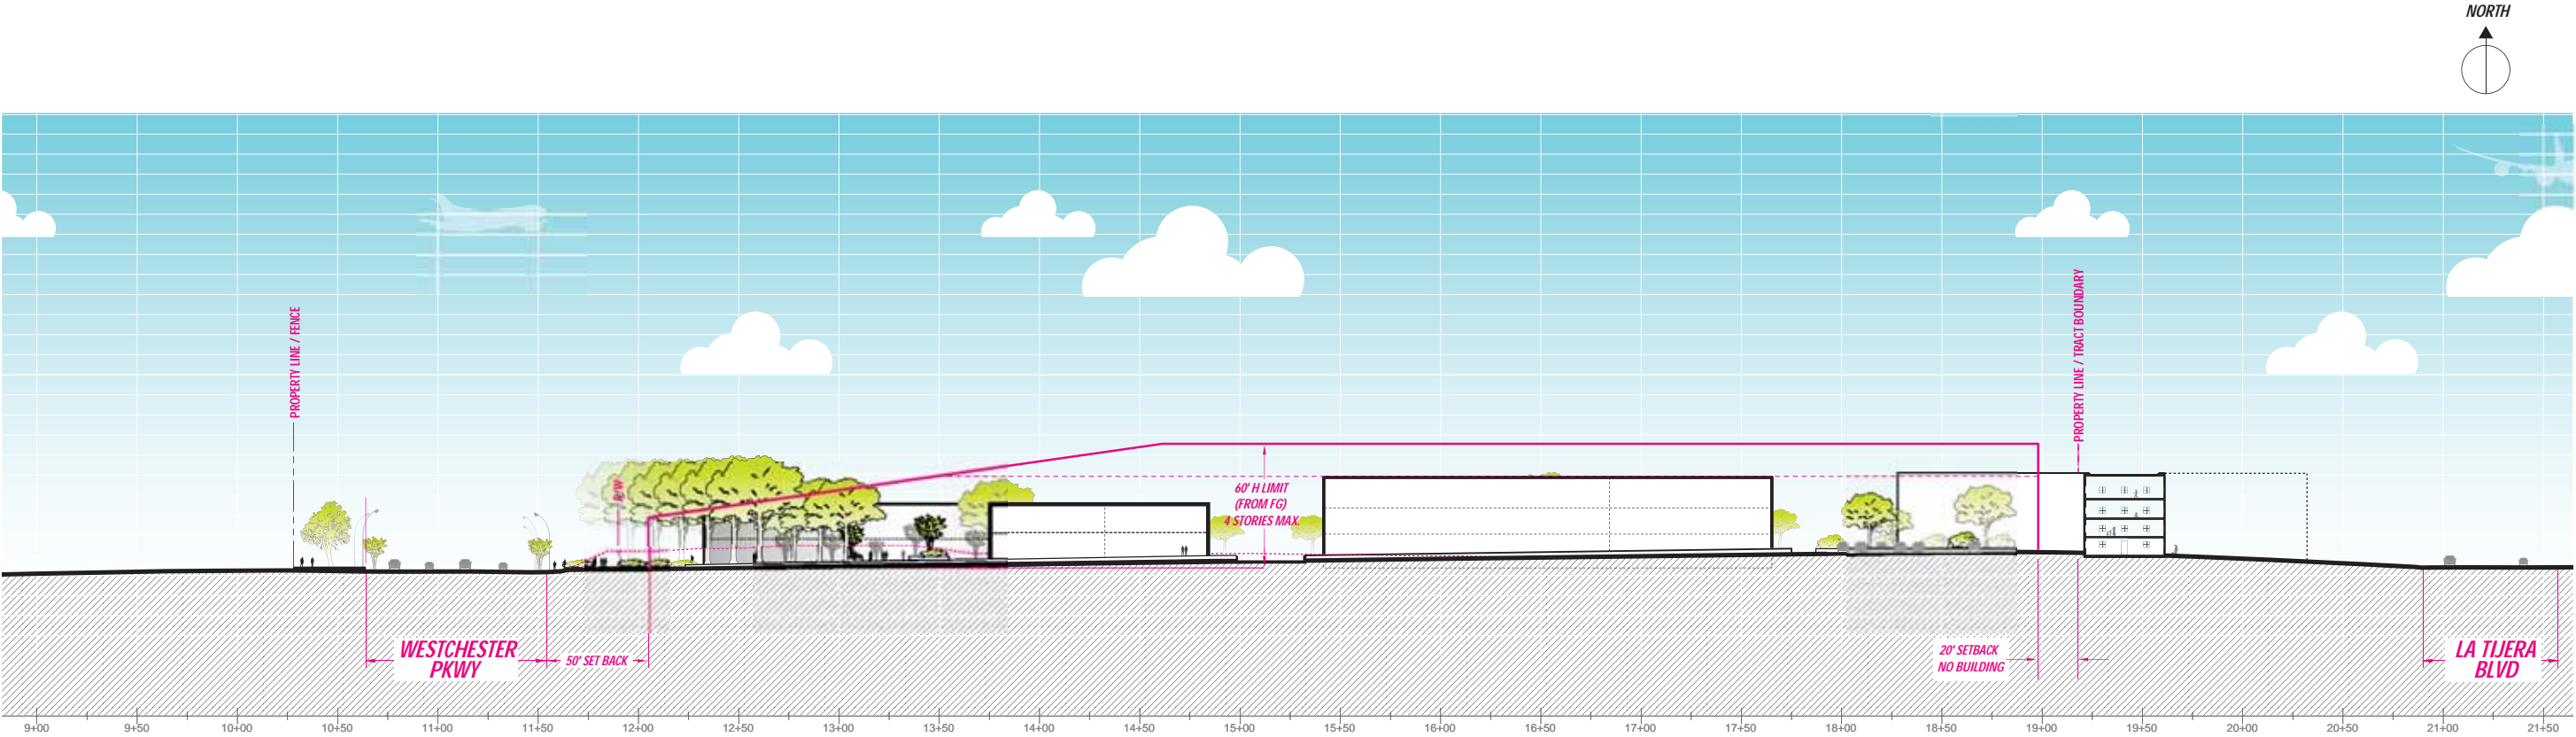 NORTH
PROPERTY LINE / FENCE
PROPERTY LINE / TRACT BOUNDARY
R/W
60' H LIMIT
(FROM FG)
4 STORIES MAX.
WESTCHESTER
PKWY
50' SET BACK
20' SETBACK
NO BUILDING
LA TIJERA
BLVD
9+00 9+50 10+00 10+50 11+00 11+50 12+00 12+50 13+00 13+50 14+00 14+50 15+00 15+50 16+00 16+50 17+00 17+50 18+00 18+50 19+00 19+50 20+00 20+50 21+00 21+50